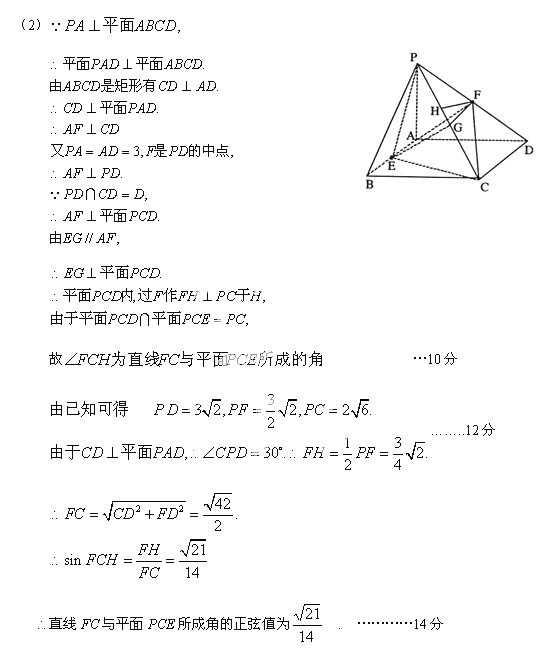 （2）∵ PA⊥平面ABCD,
∴ 平面PAD⊥平面ABCD.
由ABCD是矩形有CD⊥AD.
∴ CD⊥平面PAD.
∴ AF⊥CD
又PA = AD = 3, F是PD的中点,
∴ AF⊥PD.
∵ PD⋂CD = D,
∴ AF⊥平面PCD.
由EG // AF,
∴ EG⊥平面PCD.
∴ 平面PCD内,过F作FH⊥PC于H,
由于平面PCD⋂平面PCE = PC,
故∠FCH为直线FC与平面PCE所成的角 …10分
由已知可得 PD = 3√2, PF = 3/2 √2, PC = 2√6.
……..12分
由于CD⊥平面PAD, ∴ ∠CPD = 30°. ∴ FH = 1/2 PF = 3/4 √2.
∴ FC = √(CD² + FD²) = √42/2.
∴ sin FCH = FH/FC = √21/14
∴直线 FC与平面 PCE所成角的正弦值为 √21/14 . …………14分
P
F
H
A
G
D
E
B
C